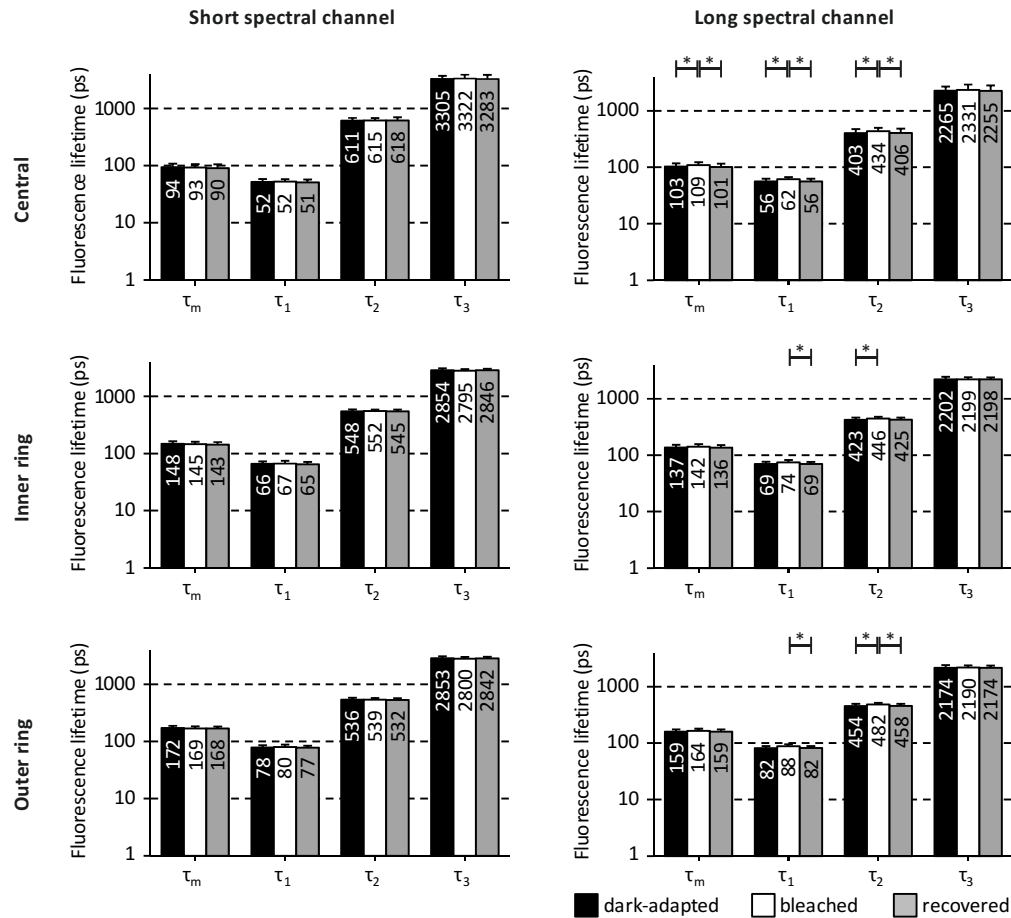 Short spectral channel
Long spectral channel
Central
Fluorescence lifetime (ps)
1000
100
10
1
94
93
90
52
52
51
611
615
618
3305
3322
3283
τm
τ1
τ2
τ3
Fluorescence lifetime (ps)
1000
100
10
1
* *
* *
* *
103
109
101
56
62
56
403
434
406
2265
2331
2255
τm
τ1
τ2
τ3
Inner ring
Fluorescence lifetime (ps)
1000
100
10
1
148
145
143
66
67
65
548
552
545
2854
2795
2846
τm
τ1
τ2
τ3
Fluorescence lifetime (ps)
1000
100
10
1
*
*
137
142
136
69
74
69
423
446
425
2202
2199
2198
τm
τ1
τ2
τ3
Outer ring
Fluorescence lifetime (ps)
1000
100
10
1
172
169
168
78
80
77
536
539
532
2853
2800
2842
τm
τ1
τ2
τ3
Fluorescence lifetime (ps)
1000
100
10
1
*
* *
159
164
159
82
88
82
454
482
458
2174
2190
2174
τm
τ1
τ2
τ3
dark-adapted
bleached
recovered